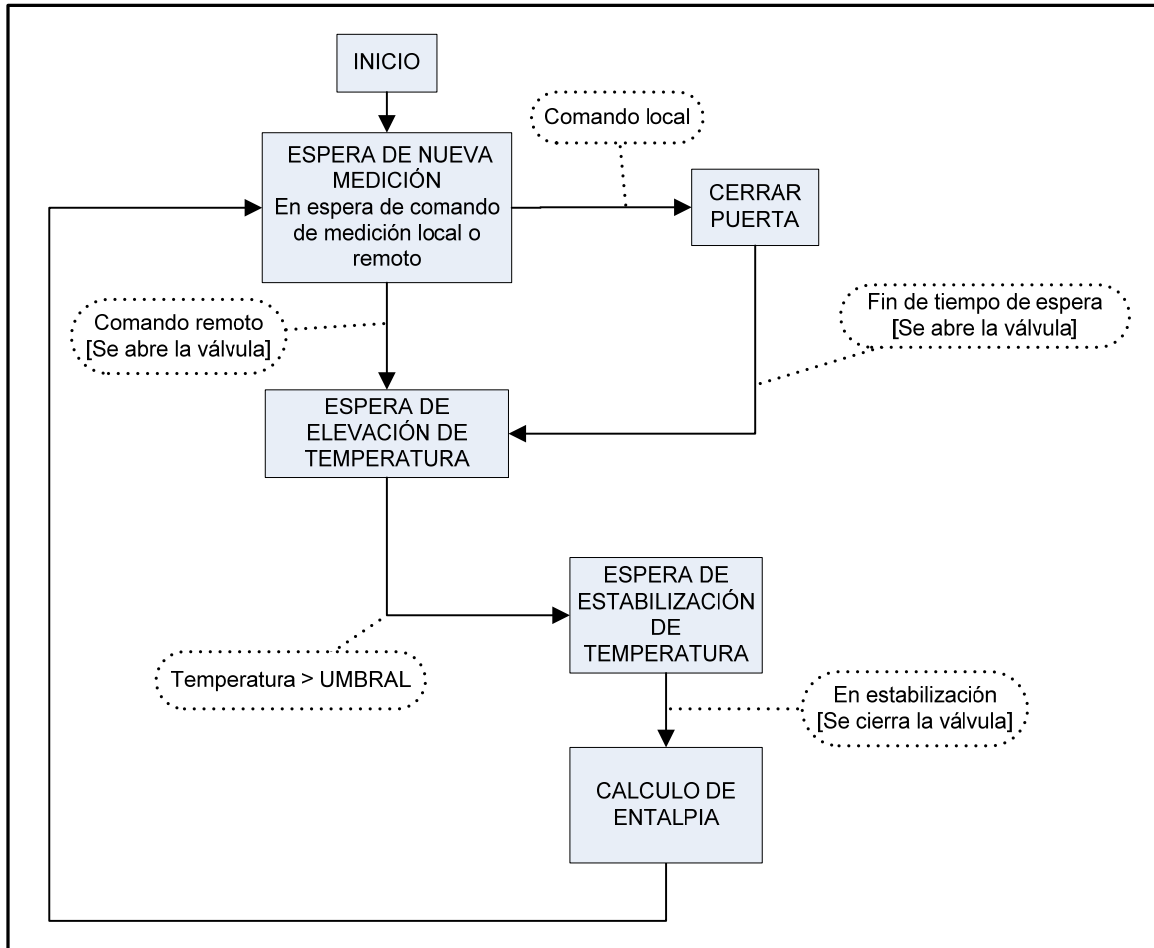 INICIO
Comando local
ESPERA DE NUEVA
MEDICIÓN
En espera de comando
de medición local o
remoto
CERRAR
PUERTA
Comando remoto
[Se abre la válvula]
Fin de tiempo de espera
[Se abre la válvula]
ESPERA DE
ELEVACIÓN DE
TEMPERATURA
ESPERA DE
ESTABILIZACIÓN
DE
TEMPERATURA
Temperatura > UMBRAL
En estabilización
[Se cierra la válvula]
CALCULO DE
ENTALPIA